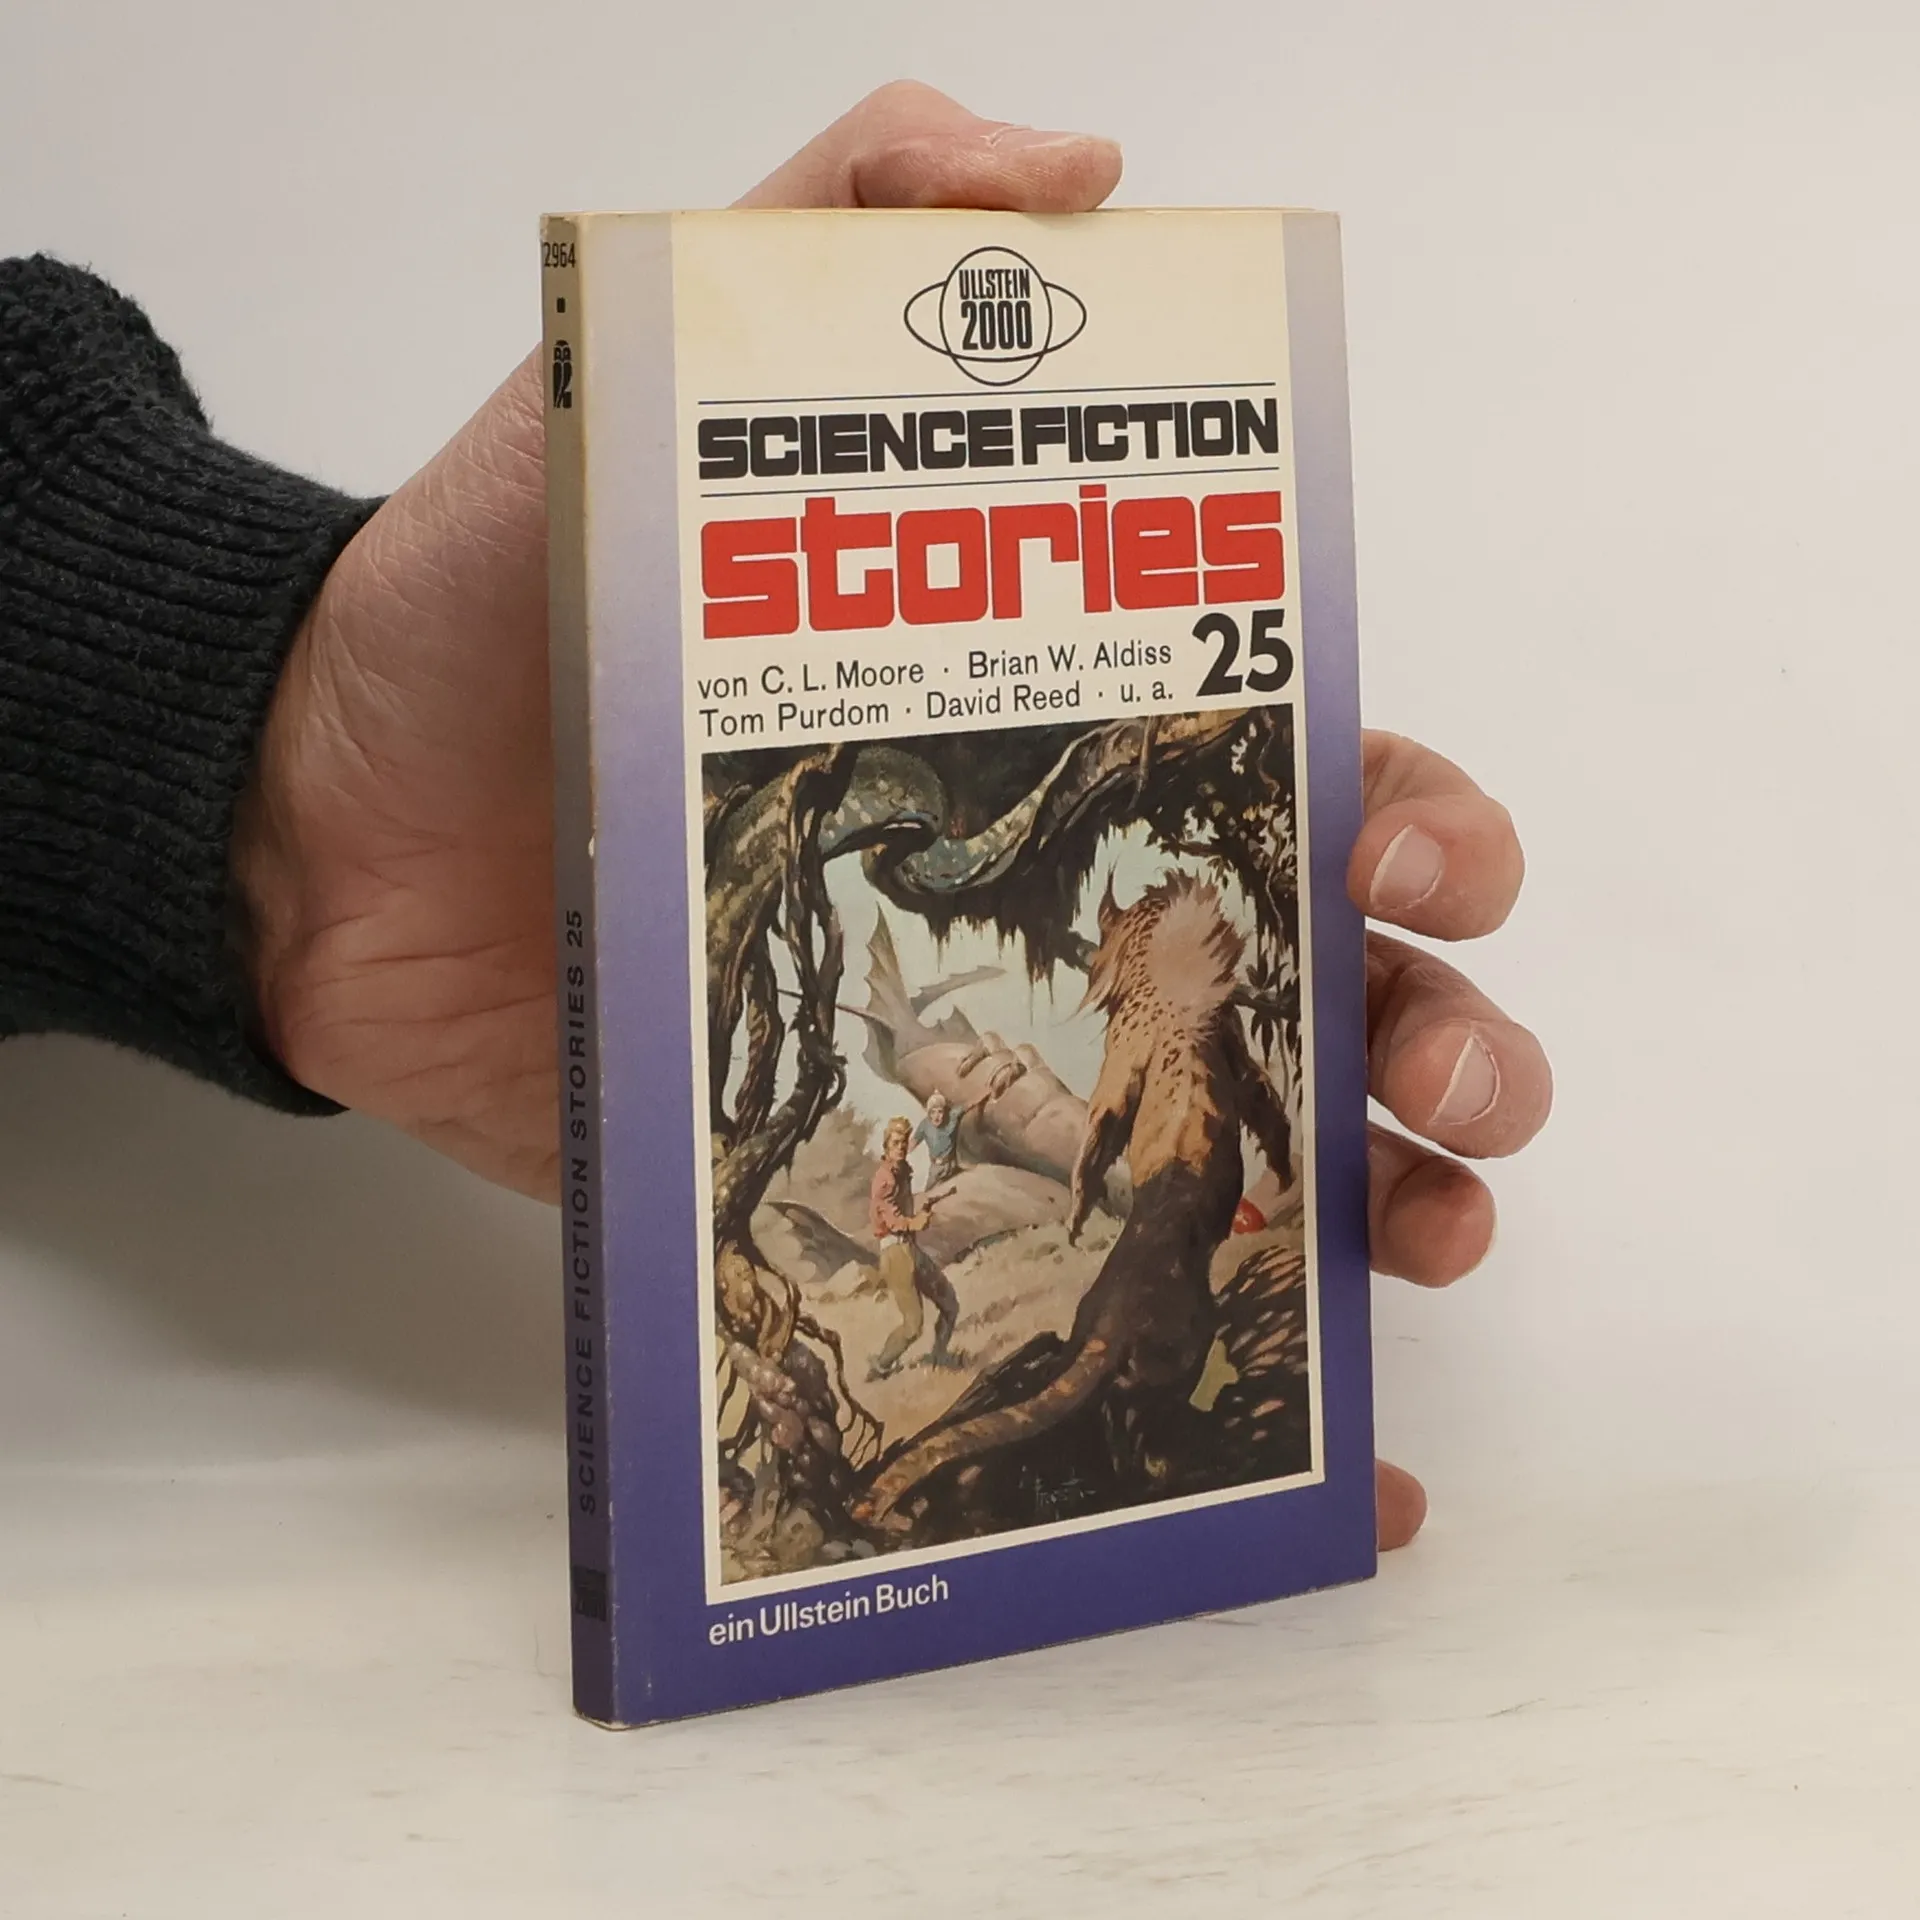 2964
ULLSTEIN
2000
SCIENCE FICTION
stories
25
von C. L. Moore · Brian W. Aldiss
Tom Purdom · David Reed · u. a.
ein Ullstein Buch
SCIENCE FICTION STORIES 25